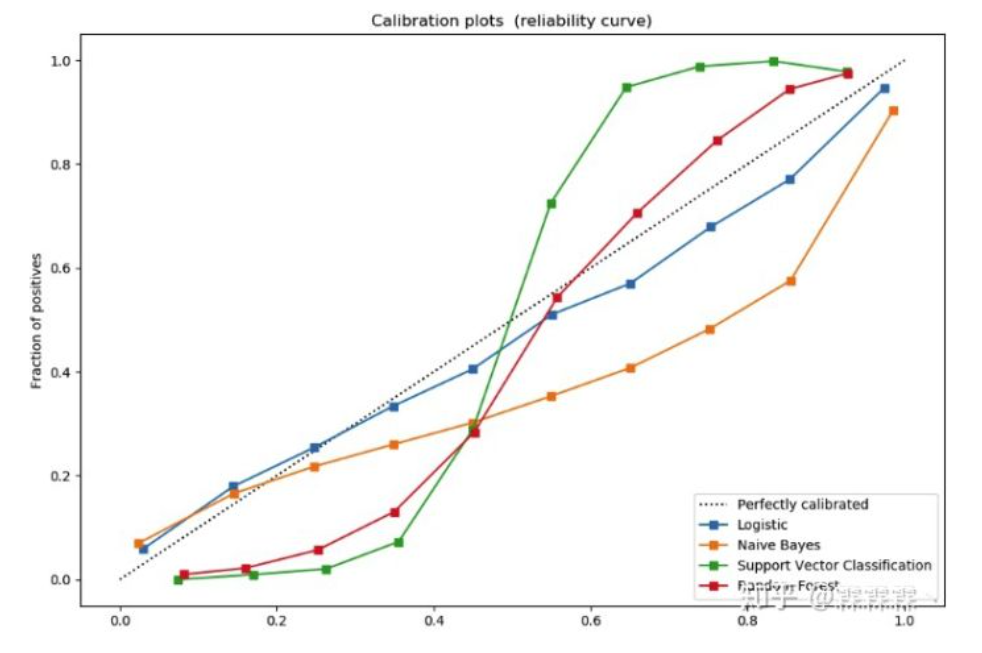 Calibration plots (reliability curve)
1.0
0.8
0.6
0.4
0.2
0.0
Fraction of positives
0.0
0.2
0.4
0.6
0.8
1.0
Perfectly calibrated
Logistic
Naive Bayes
Support Vector Classification
Random Forest
知乎